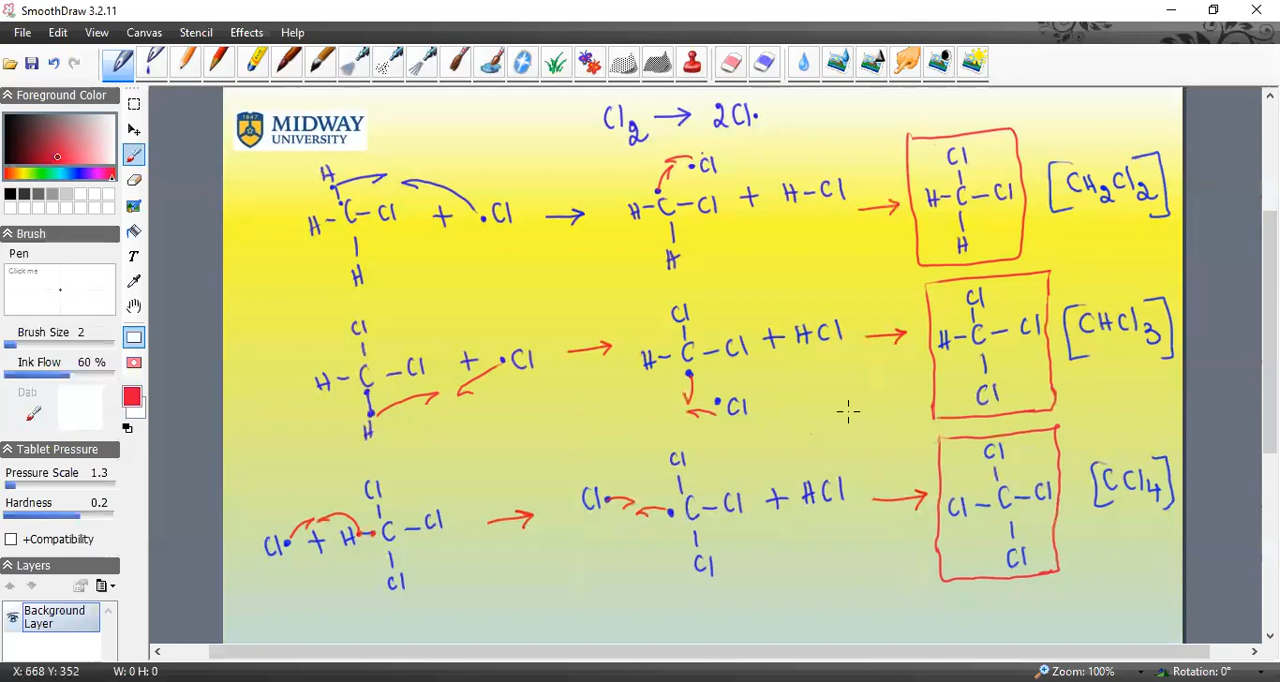 SmoothDraw 3.2.11
File Edit View Canvas Stencil Effects Help
Foreground Color
Brush
Pen
Click me
Brush Size 2
Ink Flow 60 %
Dab
Tablet Pressure
Pressure Scale 1.3
Hardness 0.2
+Compatibility
Layers
Background Layer
X: 668 Y: 352 W: 0 H: 0
Zoom: 100% Rotation: 0°
1847
MIDWAY
UNIVERSITY
Cl2 → 2Cl·
H
H-C-Cl + ·Cl →
H
·Cl
H-C-Cl + H-Cl →
H
Cl
H-C-Cl
H
[CH2Cl2]
Cl
H-C-Cl + ·Cl →
H
Cl
H-C-Cl + HCl →
·Cl
Cl
H-C-Cl
Cl
[CHCl3]
Cl
Cl· + H-C-Cl →
Cl
Cl
Cl· ·C-Cl + HCl →
Cl
Cl
Cl-C-Cl
Cl
[CCl4]